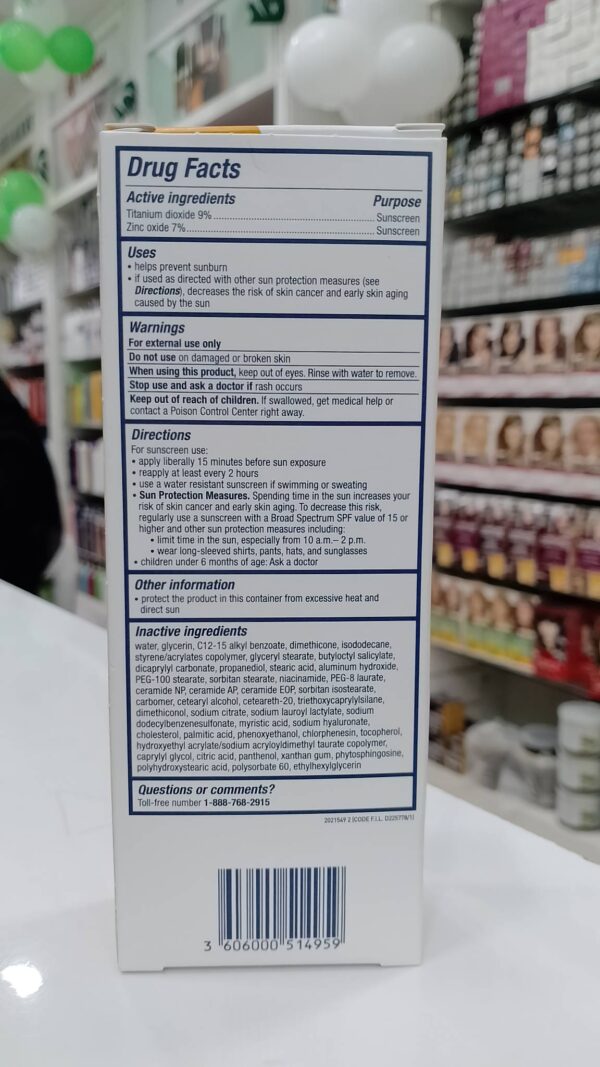 Drug Facts
Active ingredients Purpose
Titanium dioxide 9%........................................ Sunscreen
Zinc oxide 7%................................................. Sunscreen
Uses
• helps prevent sunburn
• if used as directed with other sun protection measures (see
Directions), decreases the risk of skin cancer and early skin aging
caused by the sun
Warnings
For external use only
Do not use on damaged or broken skin
When using this product, keep out of eyes. Rinse with water to remove.
Stop use and ask a doctor if rash occurs
Keep out of reach of children. If swallowed, get medical help or
contact a Poison Control Center right away.
Directions
For sunscreen use:
• apply liberally 15 minutes before sun exposure
• reapply at least every 2 hours
• use a water resistant sunscreen if swimming or sweating
• Sun Protection Measures. Spending time in the sun increases your
risk of skin cancer and early skin aging. To decrease this risk,
regularly use a sunscreen with a Broad Spectrum SPF value of 15 or
higher and other sun protection measures including:
• limit time in the sun, especially from 10 a.m.– 2 p.m.
• wear long-sleeved shirts, pants, hats, and sunglasses
• children under 6 months of age: Ask a doctor
Other information
• protect the product in this container from excessive heat and
direct sun
Inactive ingredients
water, glycerin, C12-15 alkyl benzoate, dimethicone, isododecane,
styrene/acrylates copolymer, glyceryl stearate, butyloctyl salicylate,
dicaprylyl carbonate, propanediol, stearic acid, aluminum hydroxide,
PEG-100 stearate, sorbitan stearate, niacinamide, PEG-8 laurate,
ceramide NP, ceramide AP, ceramide EOP, sorbitan isostearate,
carbomer, cetearyl alcohol, ceteareth-20, triethoxycaprylylsilane,
dimethiconol, sodium citrate, sodium lauroyl lactylate, sodium
dodecylbenzenesulfonate, myristic acid, sodium hyaluronate,
cholesterol, palmitic acid, phenoxyethanol, chlorphenesin, tocopherol,
hydroxyethyl acrylate/sodium acryloyldimethyl taurate copolymer,
caprylyl glycol, citric acid, panthenol, xanthan gum, phytosphingosine,
polyhydroxystearic acid, polysorbate 60, ethylhexylglycerin
Questions or comments?
Toll-free number 1-888-768-2915
2021549 2 (CODE F.I.L. D225778/1)
3 606000 514959